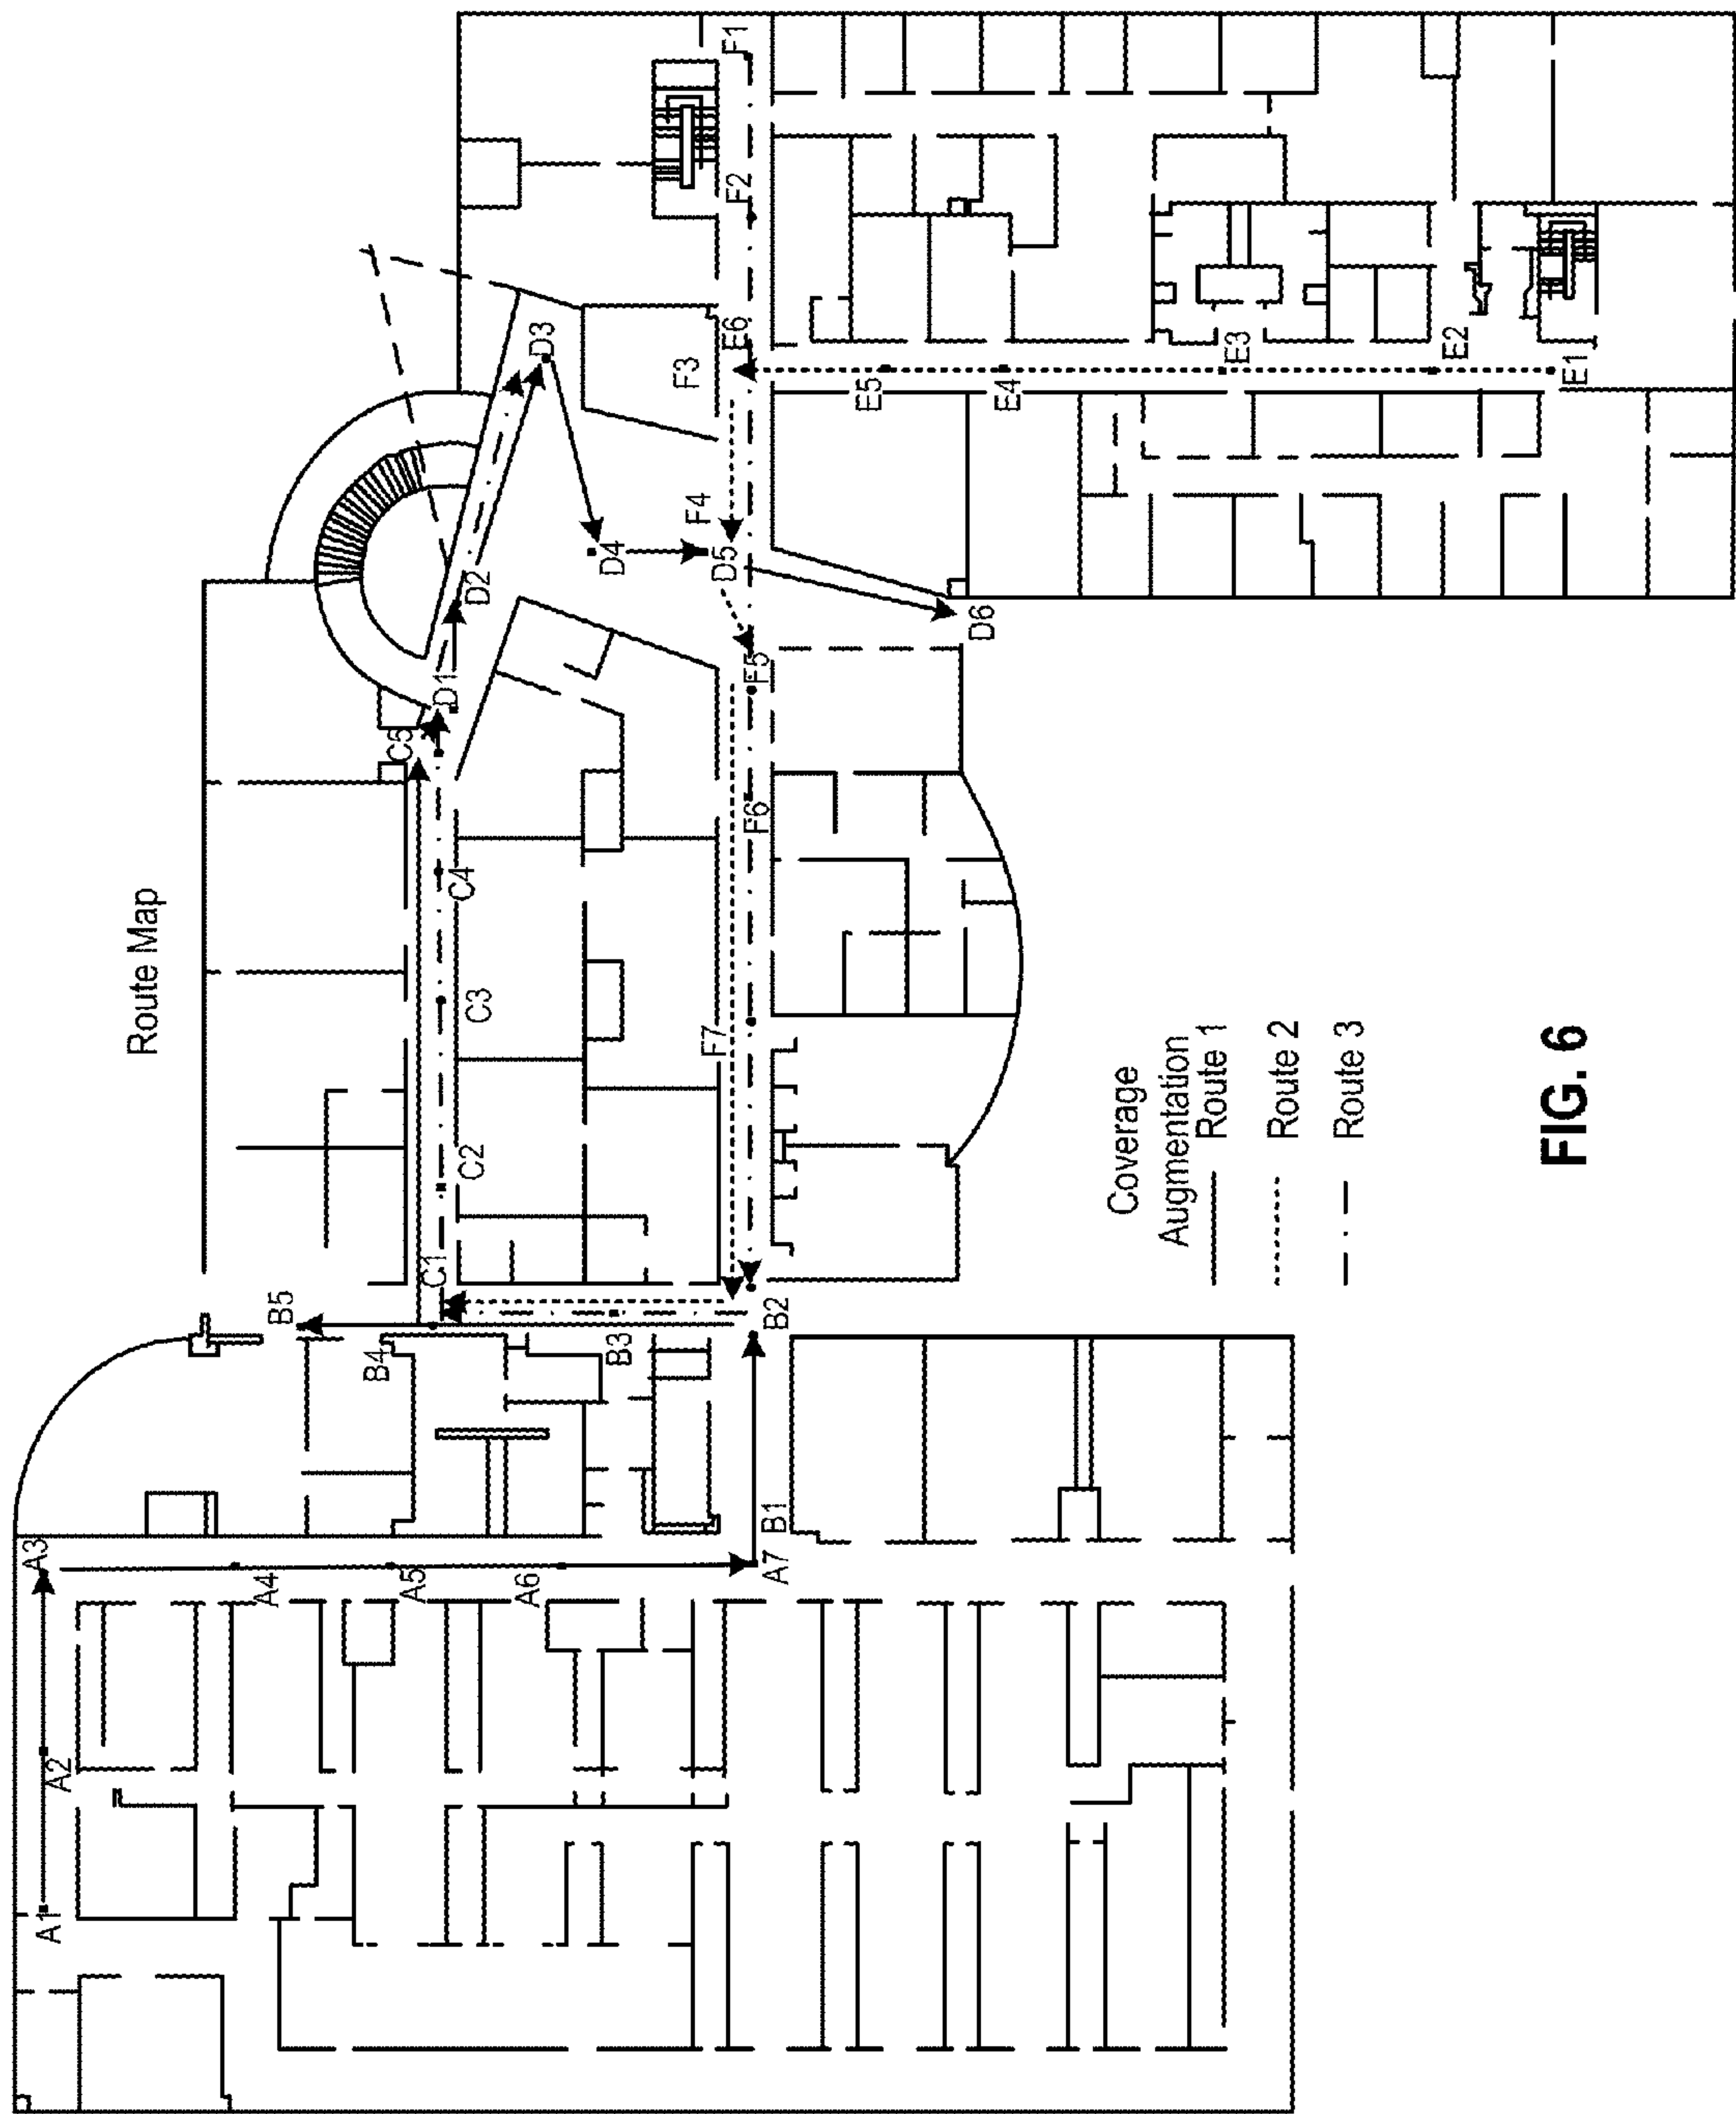 Route Map
A1
A2
A3
A4
A5
A6
A7
B1
B2
B3
B4
B5
C1
C2
C3
C4
C5
D1
D2
D3
D4
D5
D6
E1
E2
E3
E4
E5
E6
F1
F2
F3
F4
F5
F6
F7
Coverage
Augmentation
Route 1
Route 2
Route 3
FIG. 6